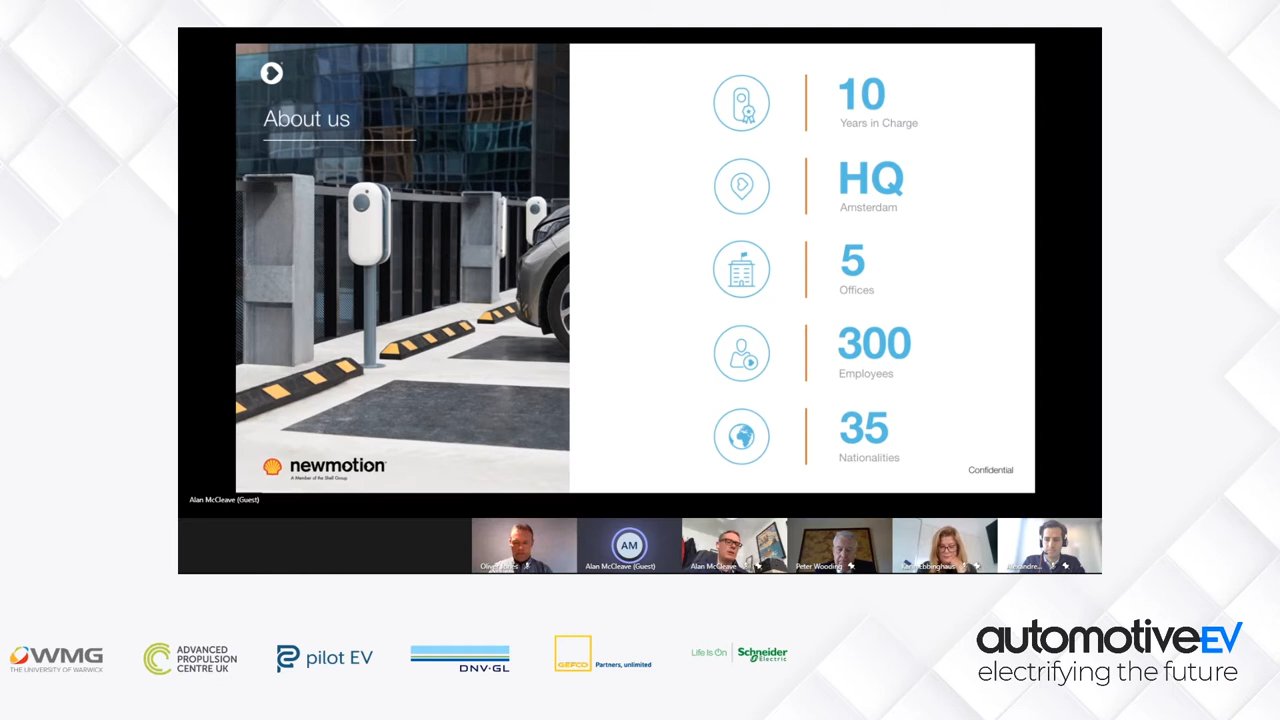 About us
10
Years in Charge
HQ
Amsterdam
5
Offices
300
Employees
35
Nationalities
newmotion
A Member of the Shell Group
Confidential
Alan McCleave (Guest)
AM
Alan McCleave (Guest)
Alan McCleave
Peter Wooding
Ebbinghaus
WMG
THE UNIVERSITY OF WARWICK
ADVANCED
PROPULSION
CENTRE UK
pilot EV
DNV·GL
GEFCO
Partners, unlimited
Life Is On
Schneider
Electric
automotiveEV
electrifying the future